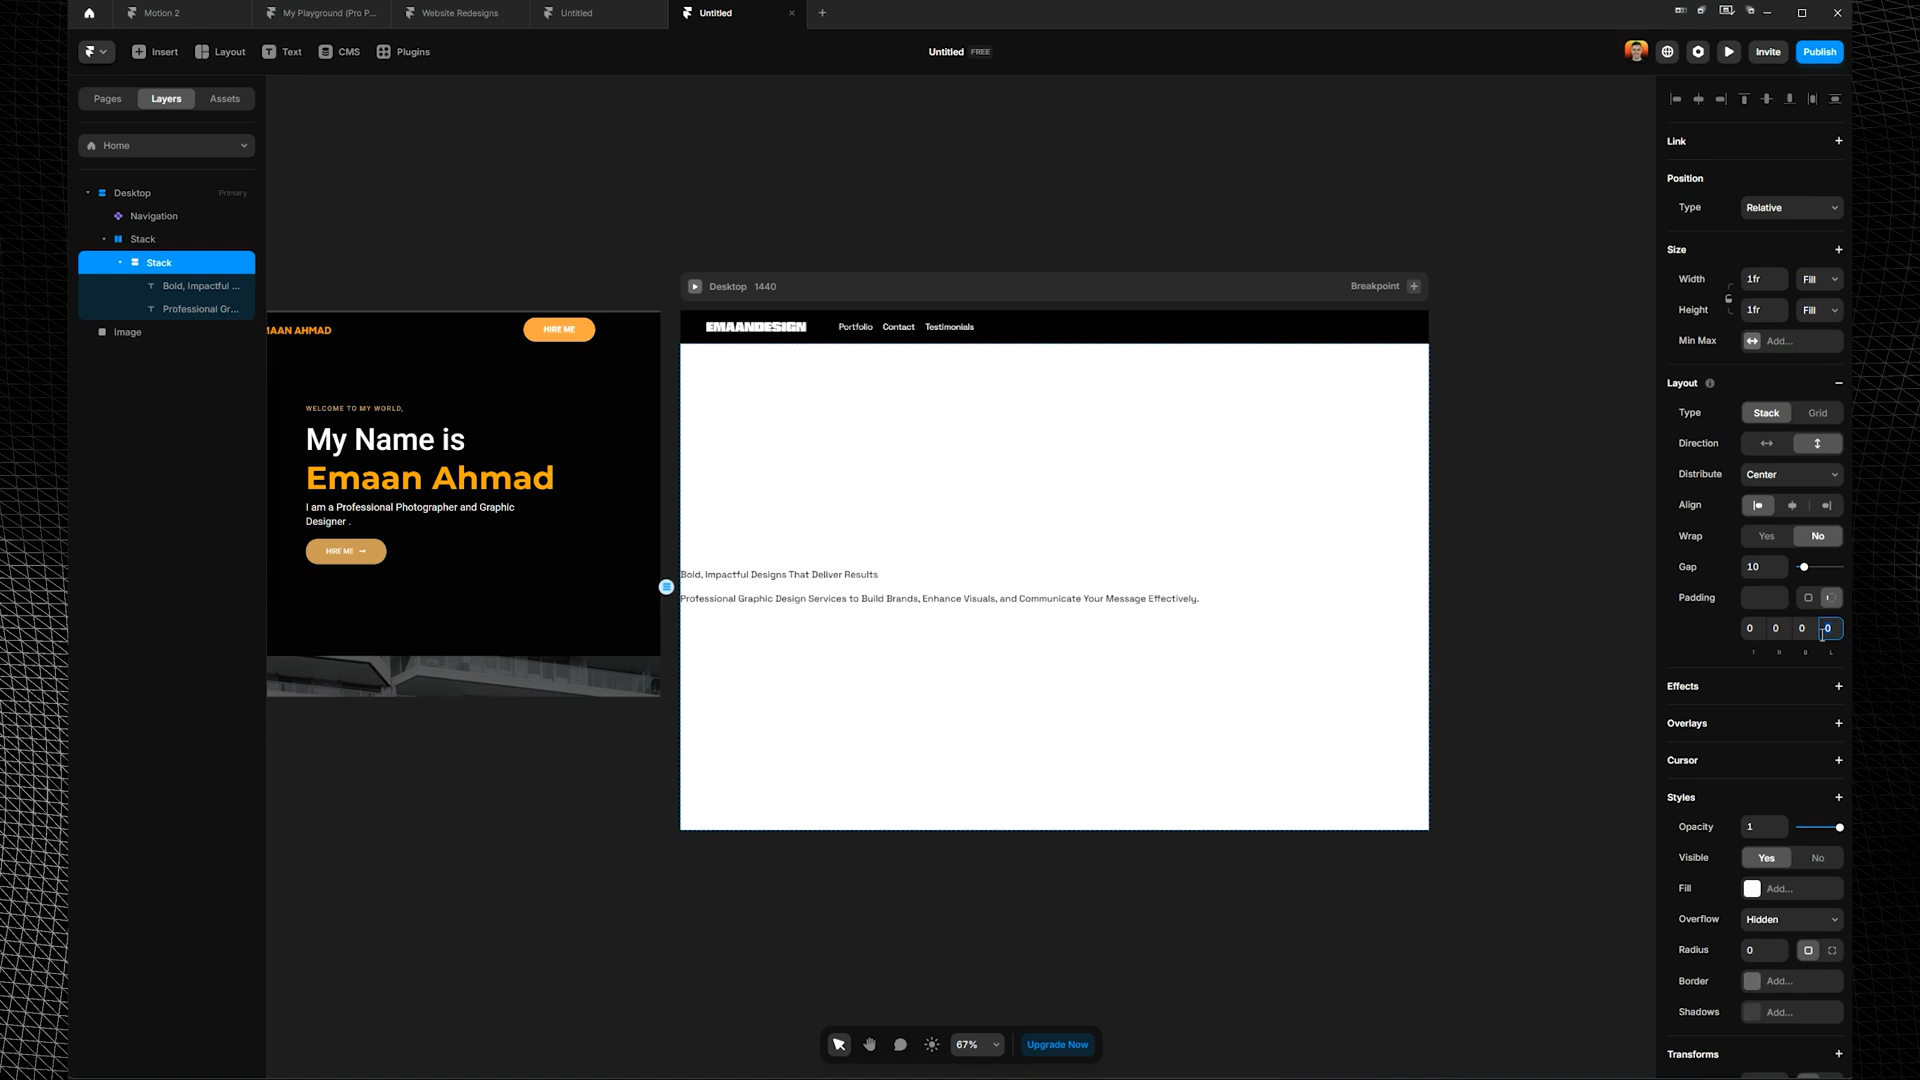 Motion 2
My Playground (Pro P...
Website Redesigns
Untitled
Untitled
Insert
Layout
Text
CMS
Plugins
Untitled FREE
Invite
Publish
Pages
Layers
Assets
Home
Desktop
Primary
Navigation
Stack
Stack
Bold, Impactful ...
Professional Gr...
Image
MAAN AHMAD
HIRE ME
WELCOME TO MY WORLD,
My Name is
Emaan Ahmad
I am a Professional Photographer and Graphic
Designer .
HIRE ME
Desktop 1440
Breakpoint
EMAANDESIGN
Portfolio
Contact
Testimonials
Bold, Impactful Designs That Deliver Results
Professional Graphic Design Services to Build Brands, Enhance Visuals, and Communicate Your Message Effectively.
67%
Upgrade Now
Link
Position
Type Relative
Size
Width 1fr Fill
Height 1fr Fill
Min Max Add...
Layout
Type Stack Grid
Direction
Distribute Center
Align
Wrap Yes No
Gap 10
Padding
0 0 0 0
T R B L
Effects
Overlays
Cursor
Styles
Opacity 1
Visible Yes No
Fill Add...
Overflow Hidden
Radius 0
Border Add...
Shadows Add...
Transforms